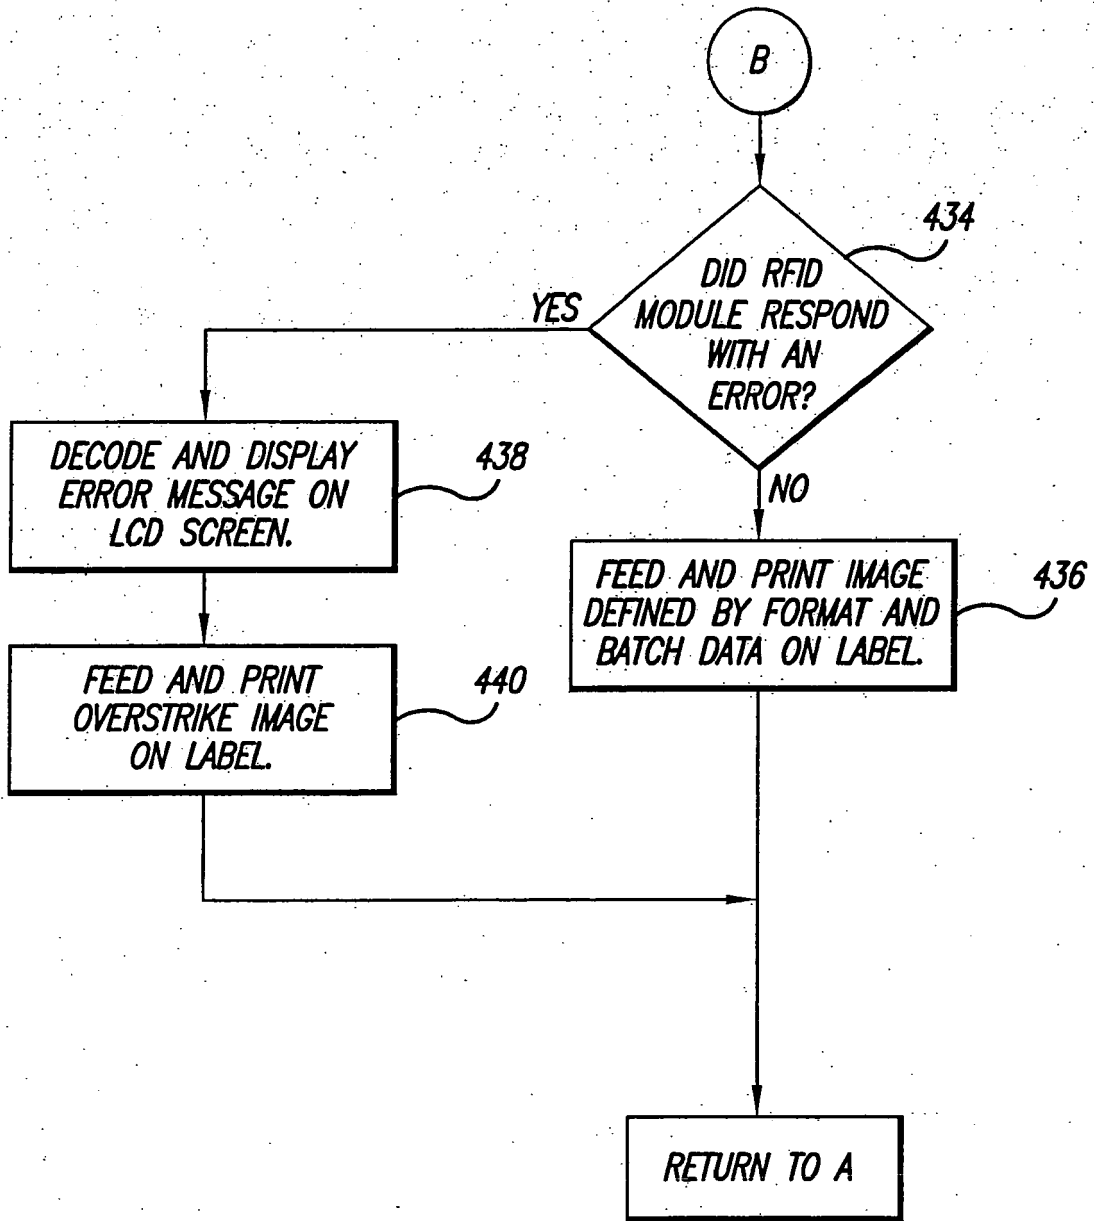 B
434
DID RFID
MODULE RESPOND
WITH AN
ERROR?
YES
NO
DECODE AND DISPLAY
ERROR MESSAGE ON
LCD SCREEN.
438
FEED AND PRINT IMAGE
DEFINED BY FORMAT AND
BATCH DATA ON LABEL.
436
FEED AND PRINT
OVERSTRIKE IMAGE
ON LABEL.
440
RETURN TO A